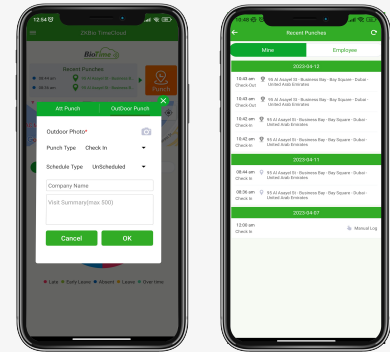 12:54
ZKBio TimeCloud
BioTime
Recent Punches
Punch
Att Punch
OutDoor Punch
Outdoor Photo*
Punch Type
Check In
Schedule Type
UnScheduled
Company Name
Visit Summary(max 500)
Cancel
OK
Late
Early Leave
Absent
Leave
Over time
Recent Punches
Mine
Employee
2023-04-12
10:43 am
Check Out
95 Al Asayel St - Business Bay - Bay Square - Dubai -
United Arab Emirates
10:43 am
Check Out
95 Al Asayel St - Business Bay - Bay Square - Dubai -
United Arab Emirates
10:42 am
Check In
95 Al Asayel St - Business Bay - Bay Square - Dubai -
United Arab Emirates
10:42 am
Check In
95 Al Asayel St - Business Bay - Bay Square - Dubai -
United Arab Emirates
2023-04-11
08:44 am
Check In
95 Al Asayel St - Business Bay - Bay Square - Dubai -
United Arab Emirates
08:36 am
Check In
95 Al Asayel St - Business Bay - Bay Square - Dubai -
United Arab Emirates
2023-04-07
12:00 am
Check In
Manual Log